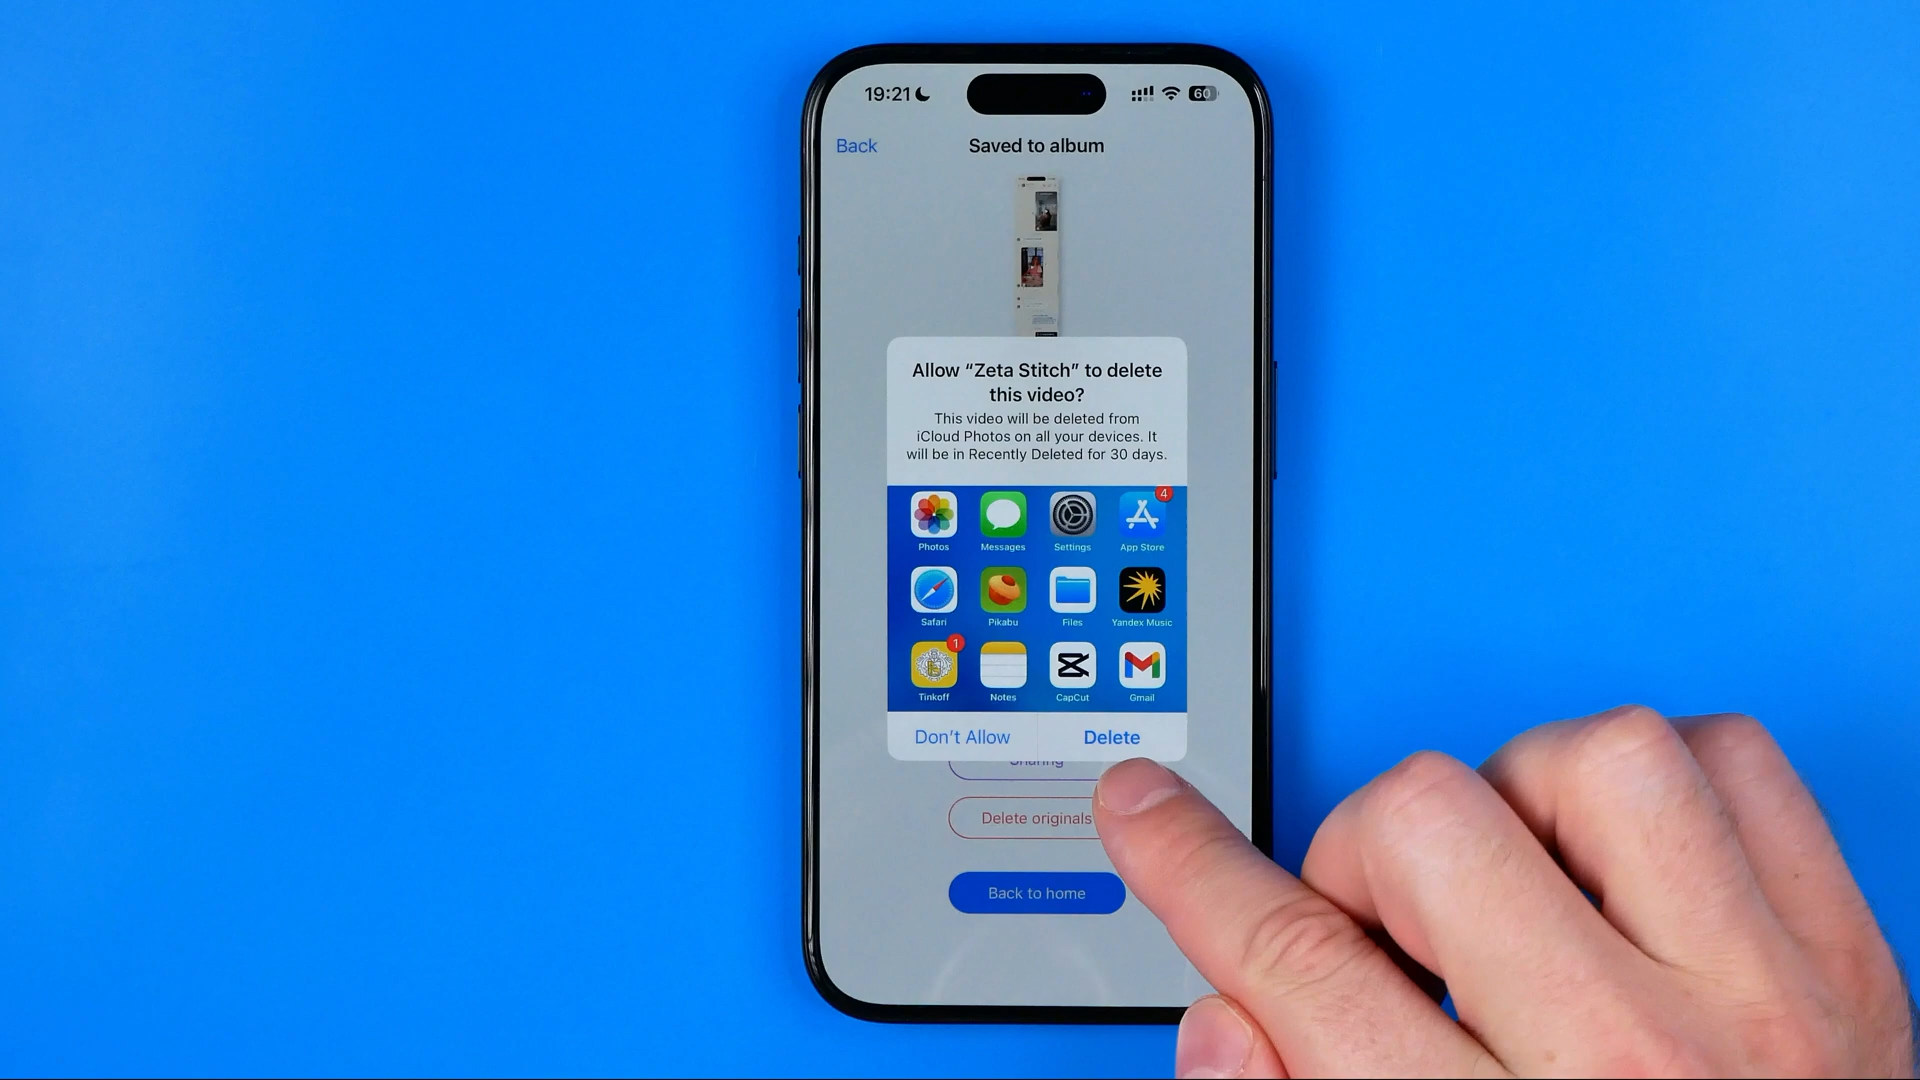 19:21
60
Back
Saved to album
Allow “Zeta Stitch” to delete
this video?
This video will be deleted from
iCloud Photos on all your devices. It
will be in Recently Deleted for 30 days.
4
Photos
Messages
Settings
App Store
Safari
Pikabu
Files
Yandex Music
1
Tinkoff
Notes
CapCut
Gmail
Don’t Allow
Delete
Sharing
Delete originals
Back to home